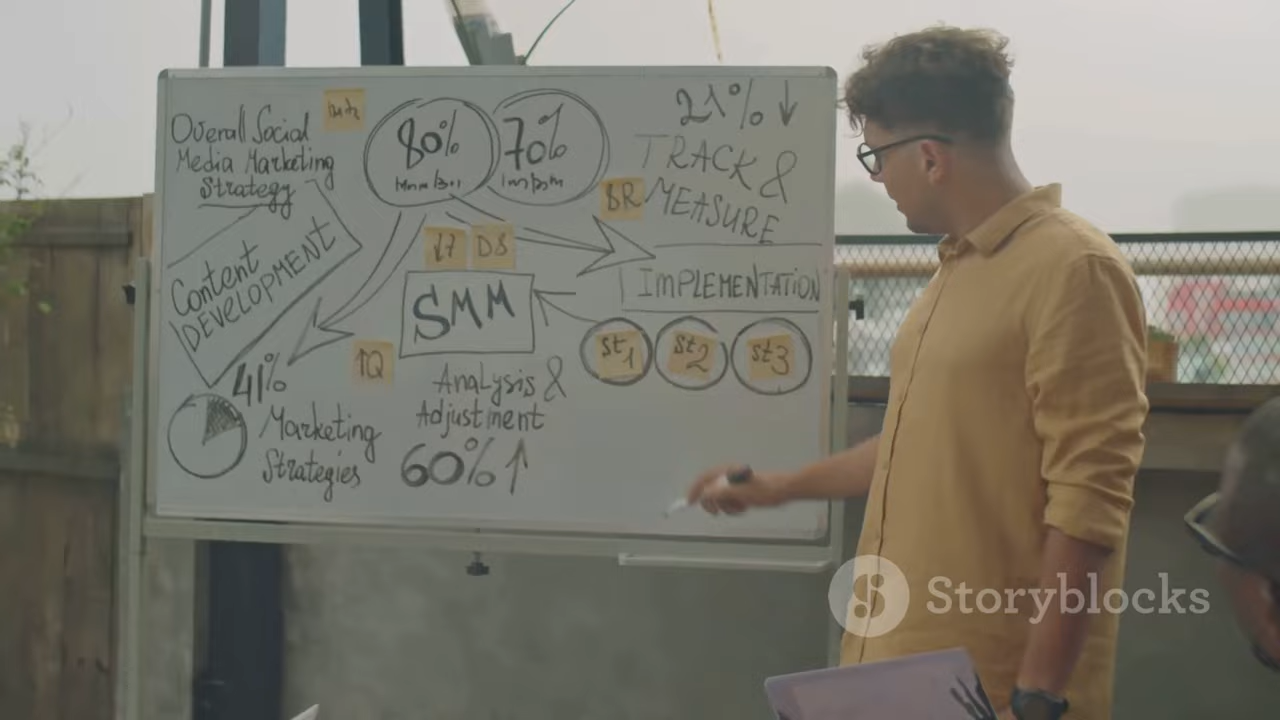 Overall Social
Media Marketing
Strategy
80%
70%
21% ↓
TRACK &
MEASURE
BR
Content
DEVELOPMENT
DS
SMM
IMPLEMENTATION
st1
st2
st3
1Q
41%
Marketing
Strategies
Analysis &
Adjustment
60% ↑
Storyblocks